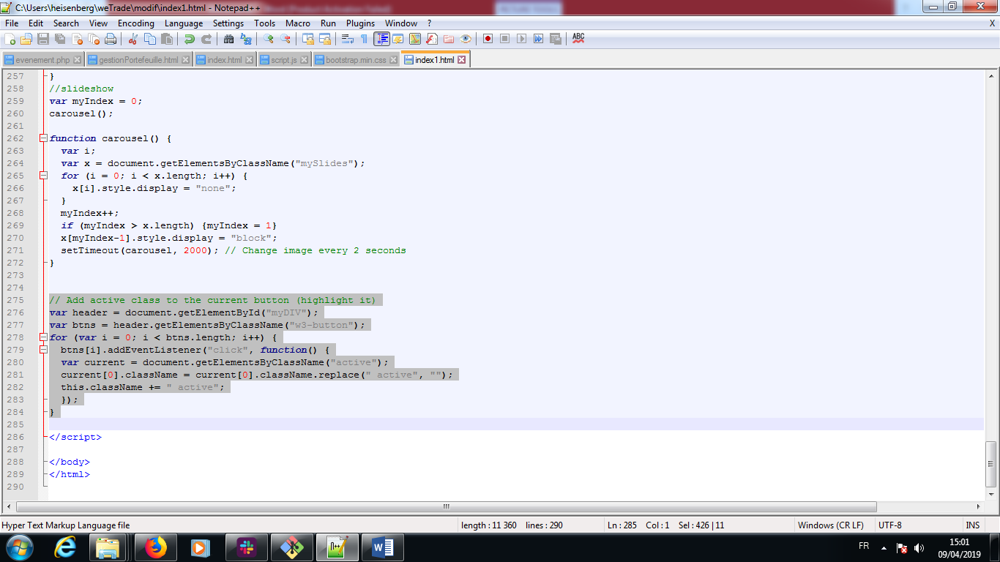 C:\Users\heisenberg\weTrade\modif\index1.html - Notepad++
File Edit Search View Encoding Language Settings Tools Macro Run Plugins Window ? X
evenement.php gestionPortefeuille.html index.html script.js bootstrap.min.css index1.html
257 }
258 //slideshow
259 var myIndex = 0;
260 carousel();
261
262 function carousel() {
263 var i;
264 var x = document.getElementsByClassName("mySlides");
265 for (i = 0; i < x.length; i++) {
266 x[i].style.display = "none";
267 }
268 myIndex++;
269 if (myIndex > x.length) {myIndex = 1}
270 x[myIndex-1].style.display = "block";
271 setTimeout(carousel, 2000); // Change image every 2 seconds
272 }
273
274
275 // Add active class to the current button (highlight it)
276 var header = document.getElementById("myDIV");
277 var btns = header.getElementsByClassName("w3-button");
278 for (var i = 0; i < btns.length; i++) {
279 btns[i].addEventListener("click", function() {
280 var current = document.getElementsByClassName("active");
281 current[0].className = current[0].className.replace(" active", "");
282 this.className += " active";
283 });
284 }
285
286 </script>
287
288 </body>
289 </html>
290
Hyper Text Markup Language file length : 11 360 lines : 290 Ln : 285 Col : 1 Sel : 426 | 11 Windows (CR LF) UTF-8 INS
FR 15:01
09/04/2019